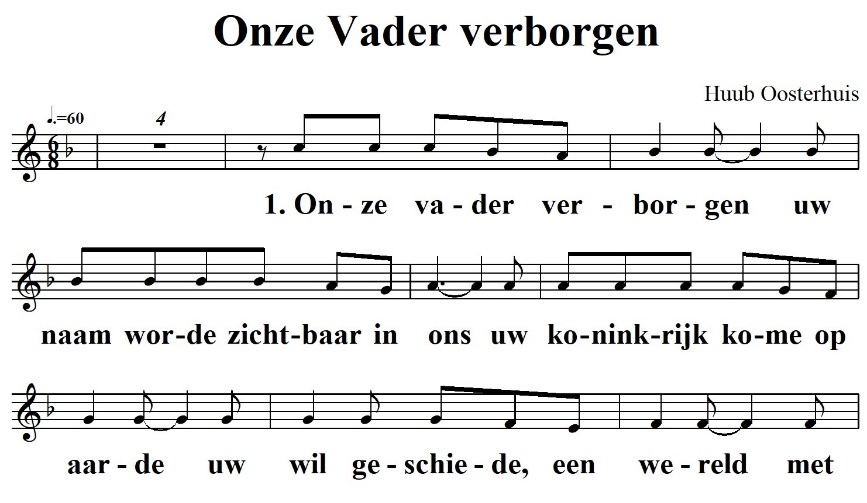 Onze Vader verborgen
Huub Oosterhuis
♩.=60
4
6
8
1. On - ze va - der ver - bor - gen uw
naam wor-de zicht-baar in ons uw ko-nink-rijk ko-me op
aar - de uw wil ge-schie-de, een we-reld met